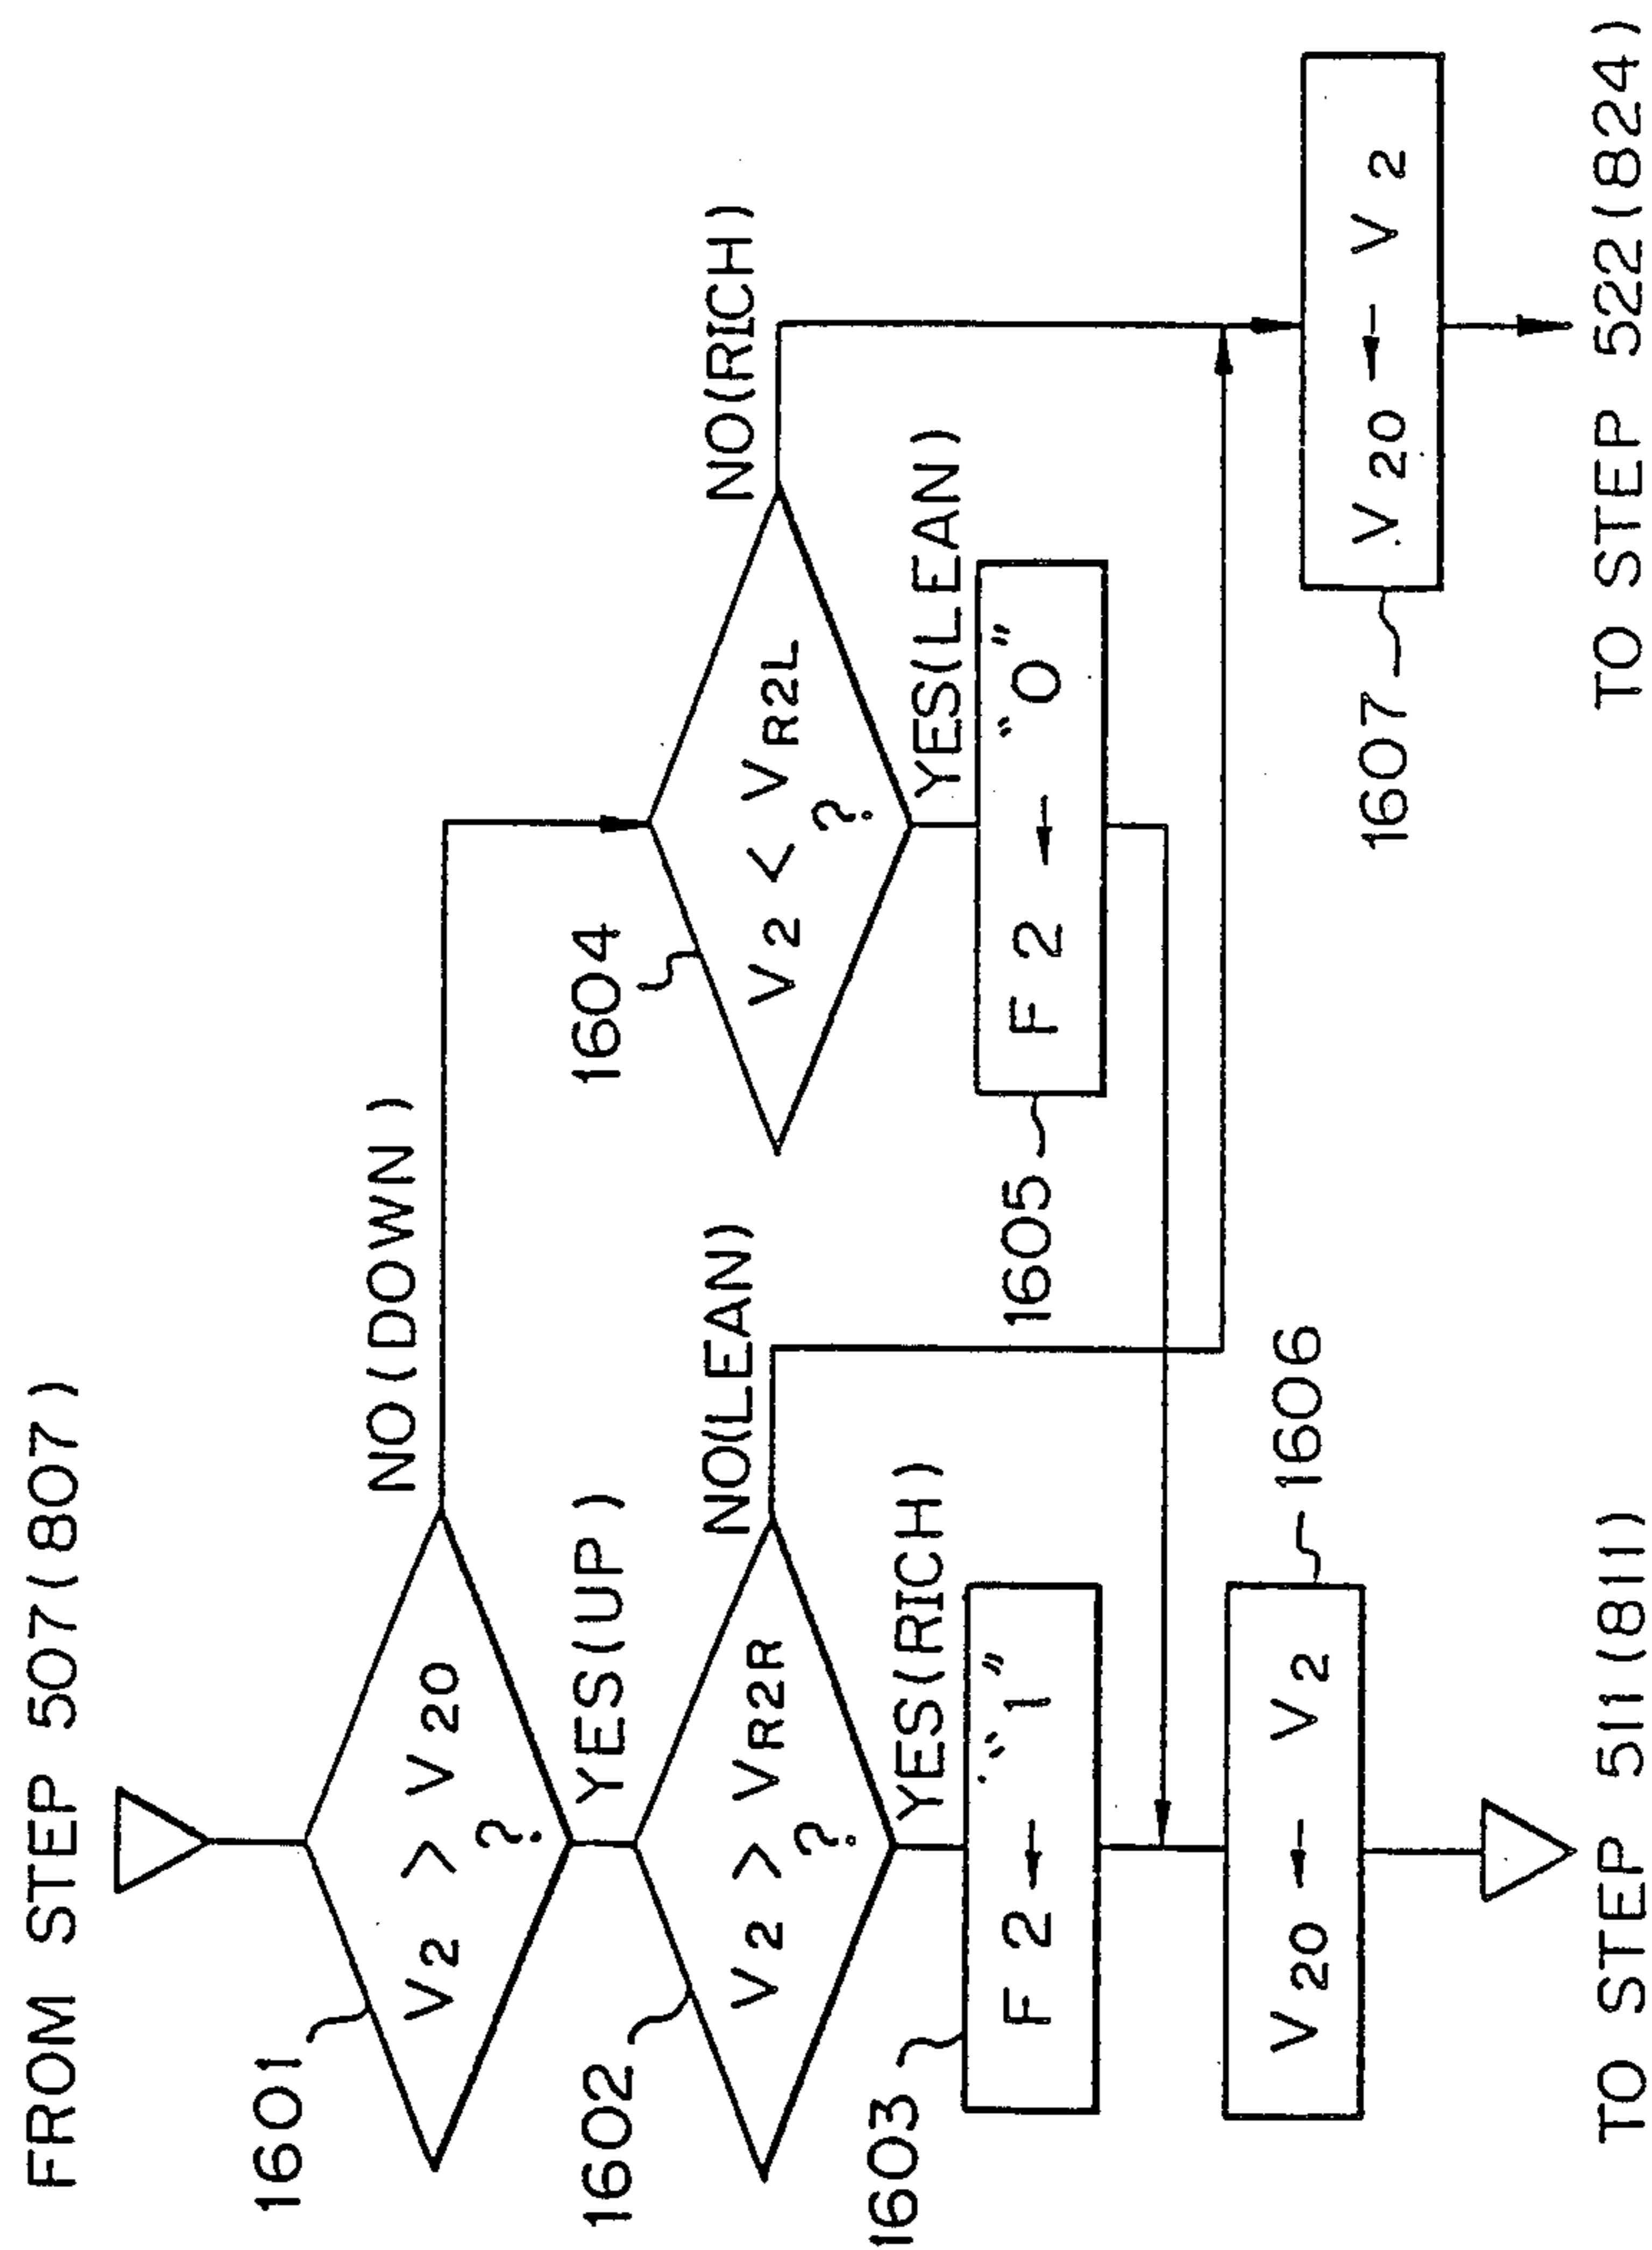 FROM STEP 507(807)
1601
V20
V2 > V20
?
NO(DOWN)
YES(UP)
1602
V2 > VR2R
?
NO(LEAN)
YES(RICH)
1603
F2 ← "1"
1604
V2 < VR2L
?
NO(RICH)
YES(LEAN)
1605
F2 ← "0"
1606
V20 ← V2
1607
V20 ← V2
TO STEP 511(811)
TO STEP 522(824)